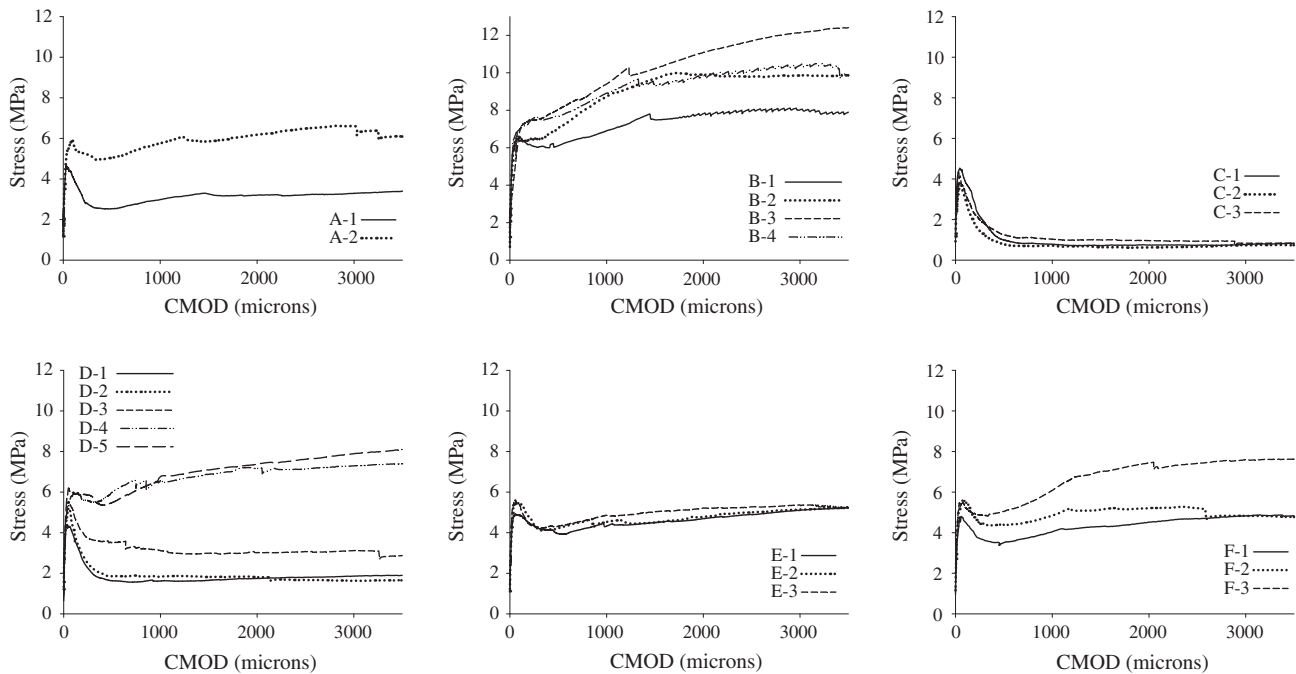 12
10
8
6
4
2
0
Stress (MPa)
A-1
A-2
0 1000 2000 3000
CMOD (microns)
12
10
8
6
4
2
0
Stress (MPa)
B-1
B-2
B-3
B-4
0 1000 2000 3000
CMOD (microns)
12
10
8
6
4
2
0
Stress (MPa)
C-1
C-2
C-3
0 1000 2000 3000
CMOD (microns)
12
10
8
6
4
2
0
Stress (MPa)
D-1
D-2
D-3
D-4
D-5
0 1000 2000 3000
CMOD (microns)
12
10
8
6
4
2
0
Stress (MPa)
E-1
E-2
E-3
0 1000 2000 3000
CMOD (microns)
12
10
8
6
4
2
0
Stress (MPa)
F-1
F-2
F-3
0 1000 2000 3000
CMOD (microns)